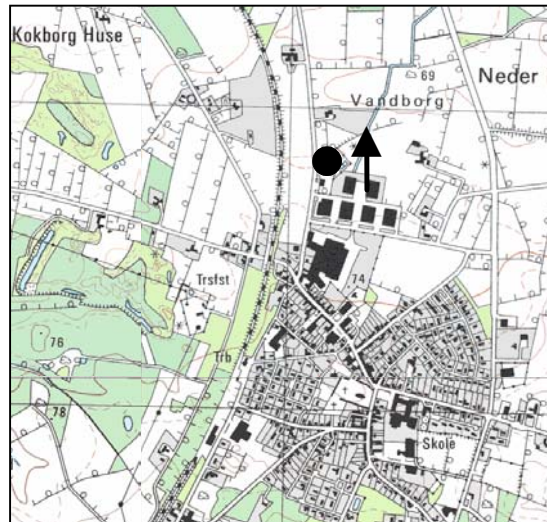 Kokborg Huse
69
Neder
Vandborg
Trsfst
74
76
Trb
78
Skole